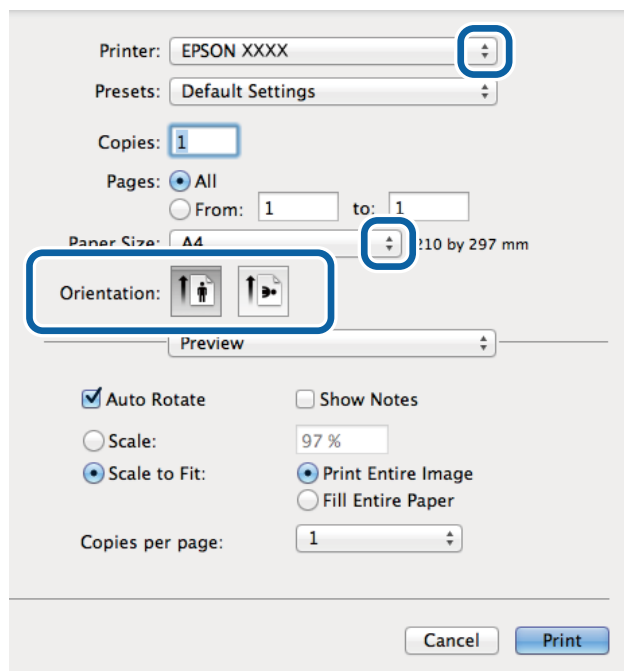 Printer: EPSON XXXX
Presets: Default Settings
Copies: 1
Pages: All
From: 1 to: 1
Paper Size: A4 210 by 297 mm
Orientation:
Preview
Auto Rotate Show Notes
Scale: 97 %
Scale to Fit: Print Entire Image
Fill Entire Paper
Copies per page: 1
Cancel Print